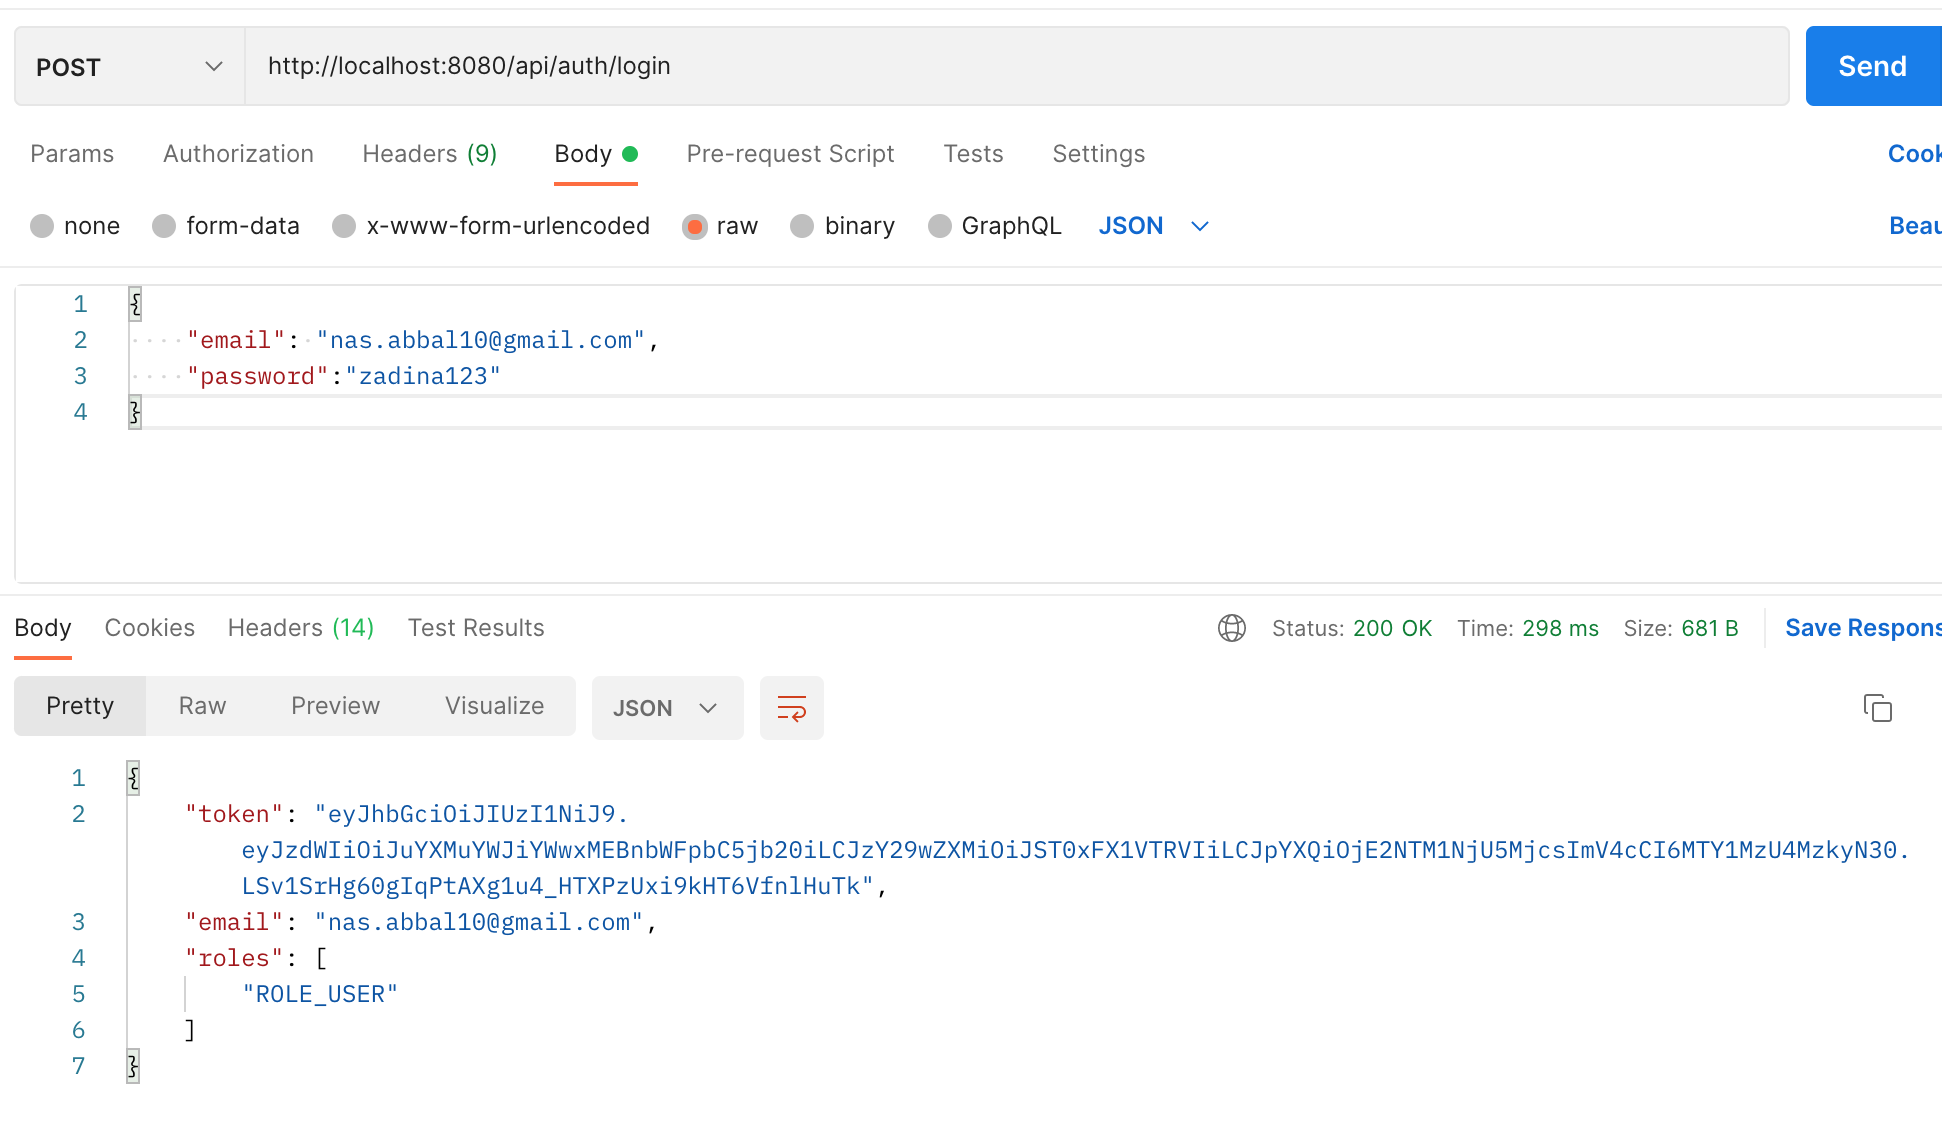 POST http://localhost:8080/api/auth/login Send
Params Authorization Headers (9) Body Pre-request Script Tests Settings Cook
none form-data x-www-form-urlencoded raw binary GraphQL JSON Beau
1 {
2 "email": "nas.abbal10@gmail.com",
3 "password":"zadina123"
4 }
Body Cookies Headers (14) Test Results Status: 200 OK Time: 298 ms Size: 681 B Save Respons
Pretty Raw Preview Visualize JSON
1 {
2 "token": "eyJhbGciOiJIUzI1NiJ9.
eyJzdWIiOiJuYXMuYWJiYWwxMEBnbWFpbC5jb20iLCJzY29wZXMiOiJST0xFX1VTRVIiLCJpYXQiOjE2NTM1NjU5MjcsImV4cCI6MTY1MzU4MzkyN30.
LSv1SrHg60gIqPtAXg1u4_HTXPzUxi9kHT6VfnlHuTk",
3 "email": "nas.abbal10@gmail.com",
4 "roles": [
5 "ROLE_USER"
6 ]
7 }